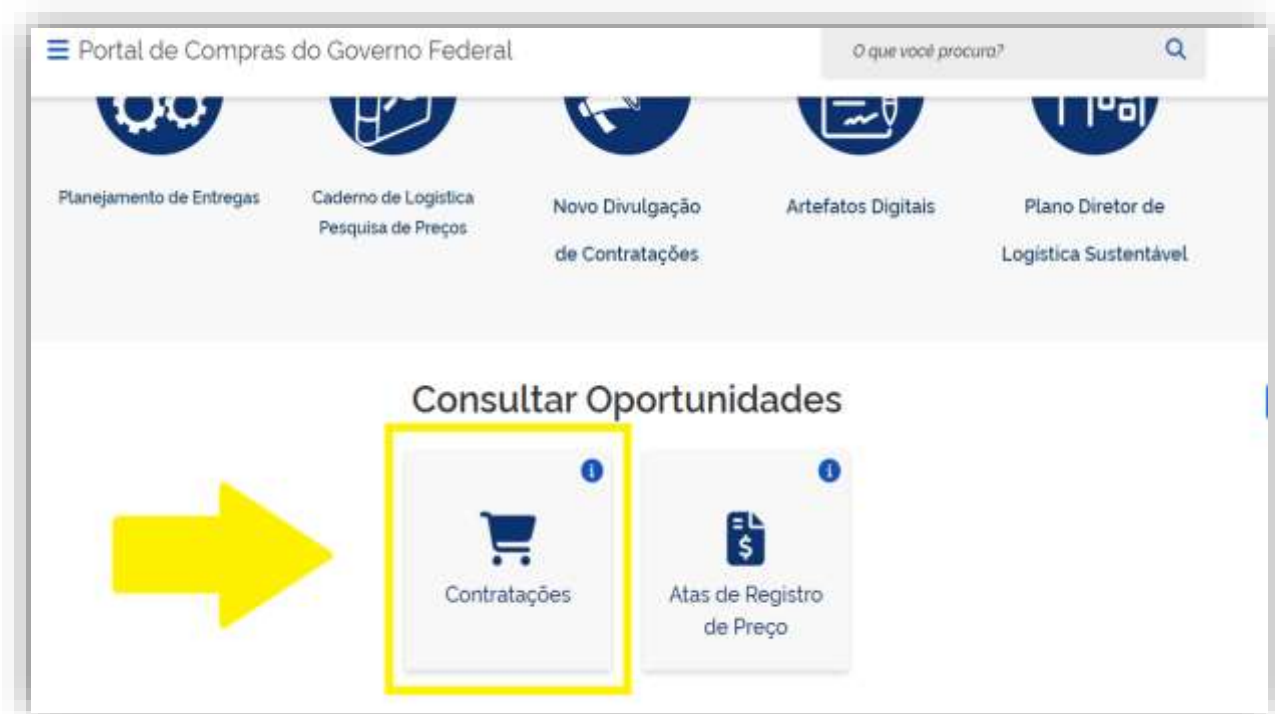 Portal de Compras do Governo Federal
O que você procura?
Planejamento de Entregas
Caderno de Logística
Pesquisa de Preços
Novo Divulgação
de Contratações
Artefatos Digitais
Plano Diretor de
Logística Sustentável
Consultar Oportunidades
Contratações
Atas de Registro
de Preço